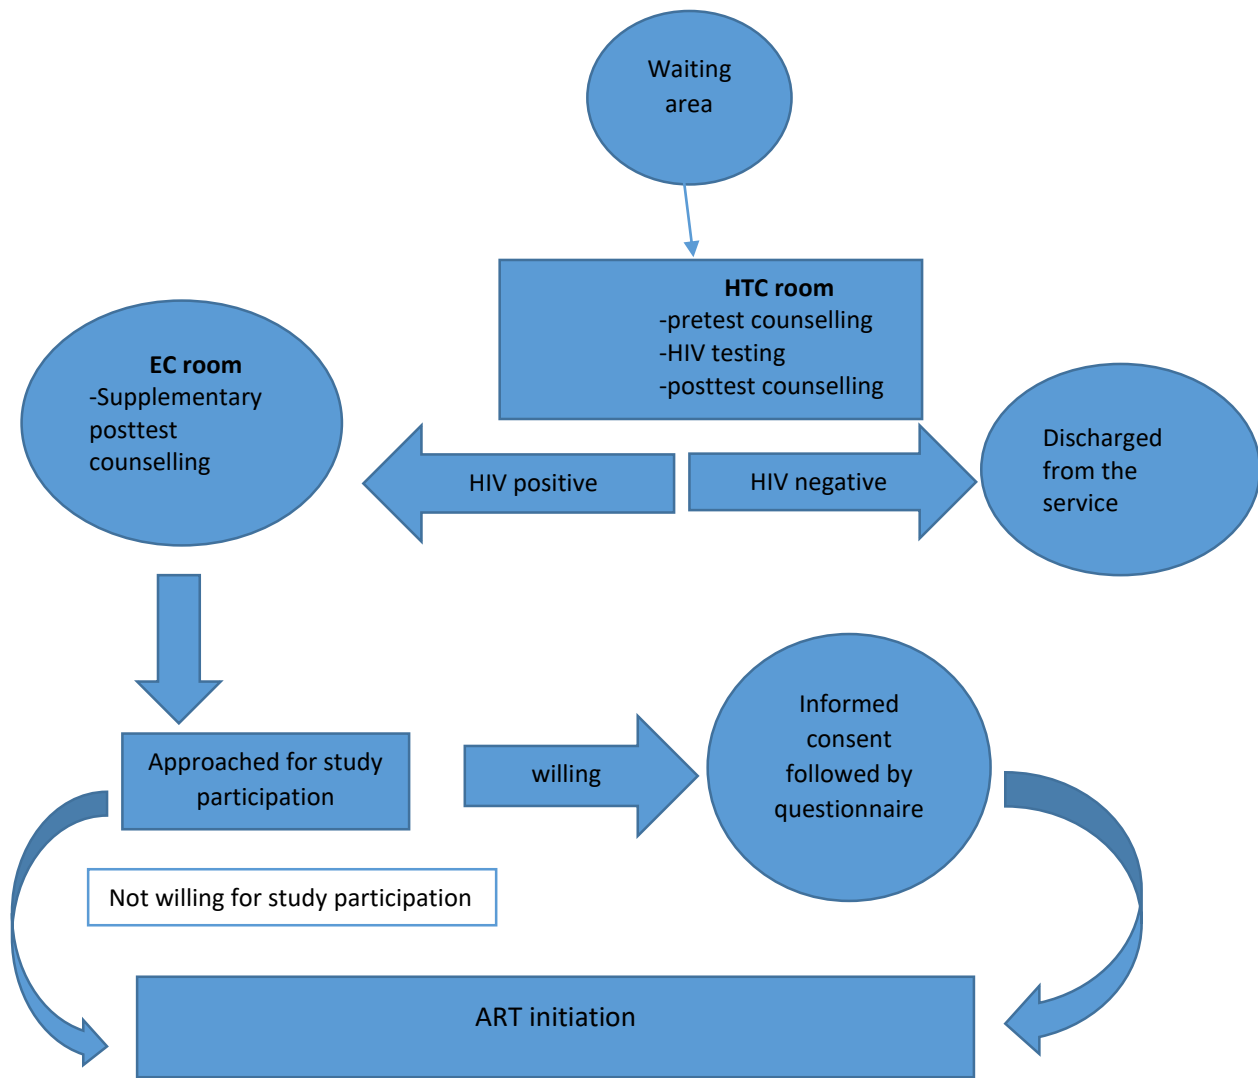 Waiting
area
HTC room
-pretest counselling
-HIV testing
-posttest counselling
EC room
-Supplementary
posttest
counselling
HIV positive
HIV negative
Discharged
from the
service
Approached for study
participation
willing
Informed
consent
followed by
questionnaire
Not willing for study participation
ART initiation